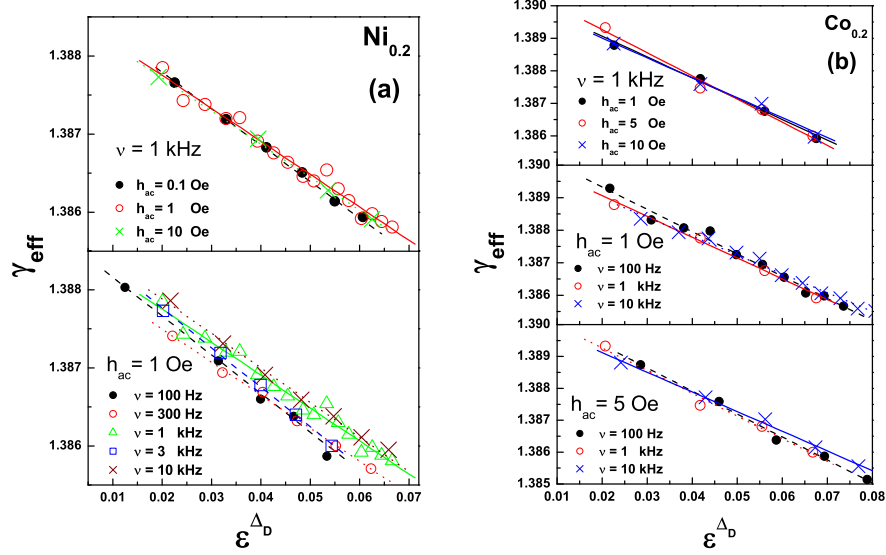 Ni0.2
(a)
1.388
1.387
1.386
ν = 1 kHz
hac = 0.1 Oe
hac = 1 Oe
hac = 10 Oe
γeff
1.388
1.387
1.386
hac = 1 Oe
ν = 100 Hz
ν = 300 Hz
ν = 1 kHz
ν = 3 kHz
ν = 10 kHz
0.01 0.02 0.03 0.04 0.05 0.06 0.07
εΔD
Co0.2
(b)
1.390
1.389
1.388
1.387
1.386
1.385
1.390
ν = 1 kHz
hac = 1 Oe
hac = 5 Oe
hac = 10 Oe
γeff
1.389
1.388
1.387
1.386
1.390
hac = 1 Oe
ν = 100 Hz
ν = 1 kHz
ν = 10 kHz
1.389
1.388
1.387
1.386
1.385
hac = 5 Oe
ν = 100 Hz
ν = 1 kHz
ν = 10 kHz
0.01 0.02 0.03 0.04 0.05 0.06 0.07 0.08
εΔD